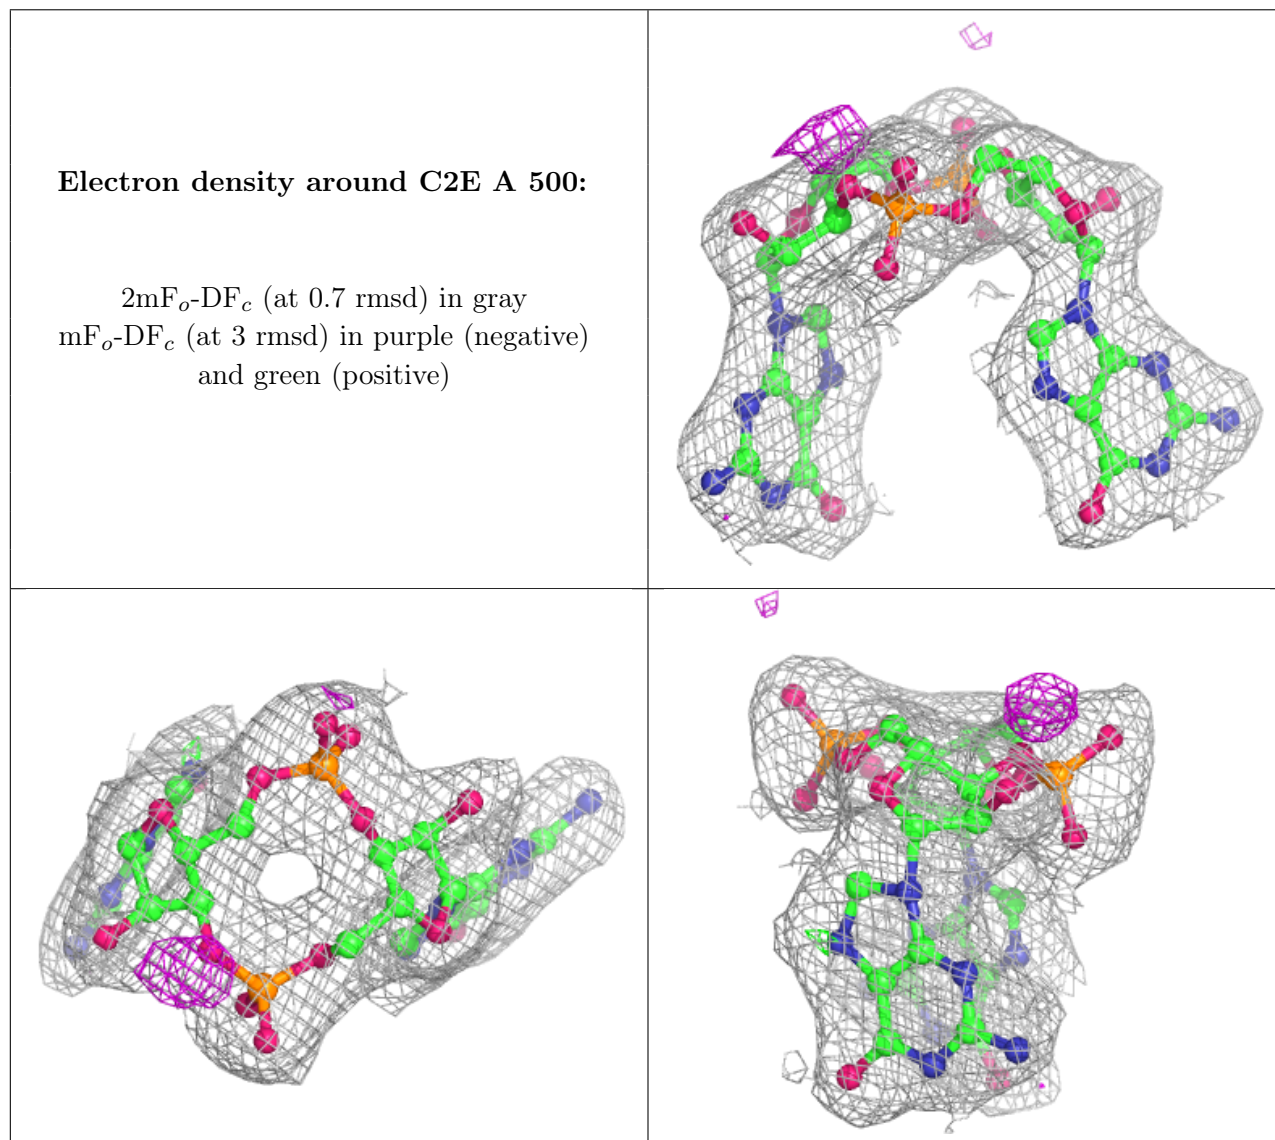 Electron density around C2E A 500:
2mFo-DFc (at 0.7 rmsd) in gray
mFo-DFc (at 3 rmsd) in purple (negative)
and green (positive)